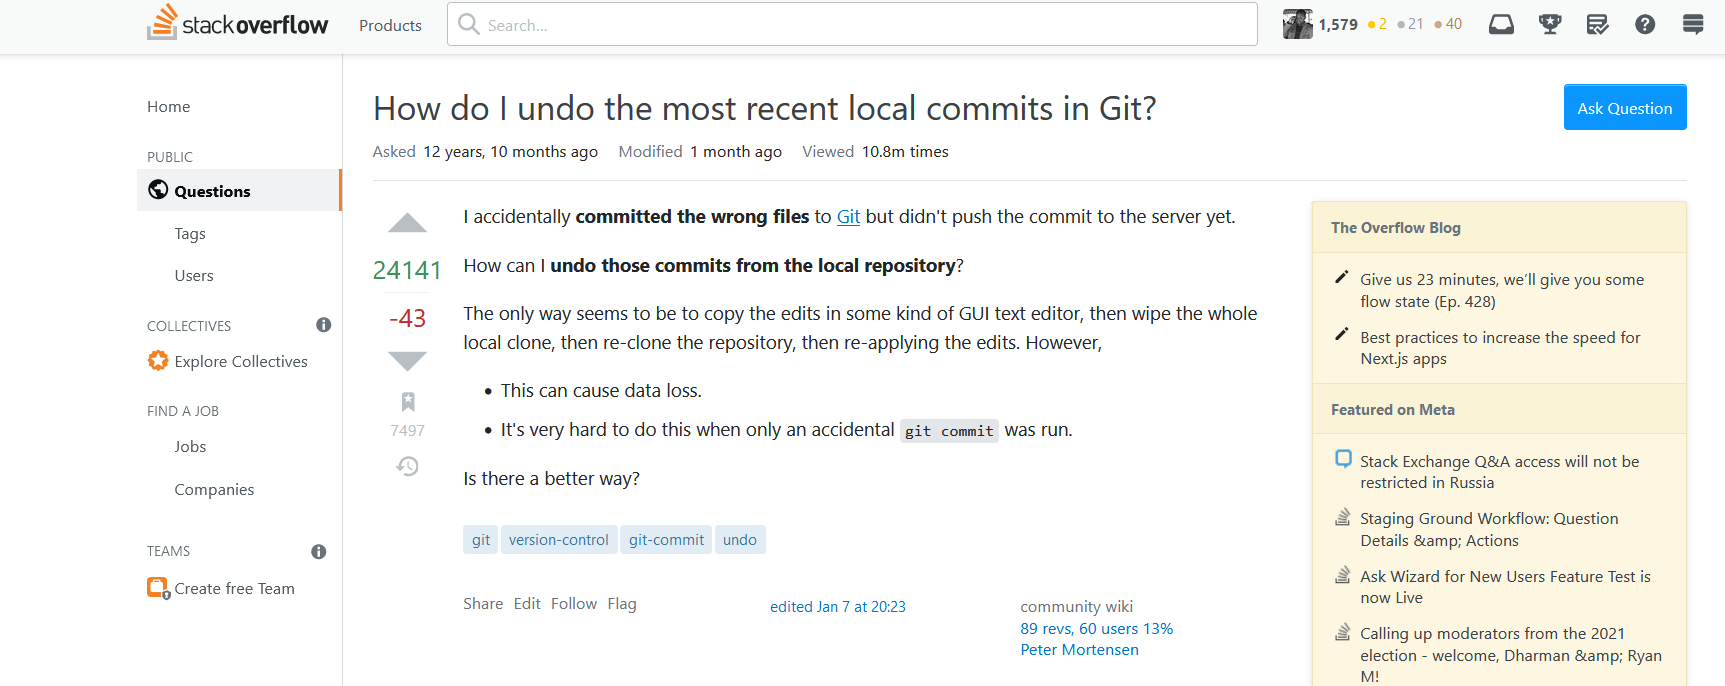 stackoverflow
Products
Search...
1,579 2 21 40
Home
PUBLIC
Questions
Tags
Users
COLLECTIVES
Explore Collectives
FIND A JOB
Jobs
Companies
TEAMS
Create free Team
How do I undo the most recent local commits in Git?
Ask Question
Asked 12 years, 10 months ago Modified 1 month ago Viewed 10.8m times
24141
-43
7497
I accidentally committed the wrong files to Git but didn't push the commit to the server yet.
How can I undo those commits from the local repository?
The only way seems to be to copy the edits in some kind of GUI text editor, then wipe the whole
local clone, then re-clone the repository, then re-applying the edits. However,
• This can cause data loss.
• It's very hard to do this when only an accidental git commit was run.
Is there a better way?
git version-control git-commit undo
Share Edit Follow Flag
edited Jan 7 at 20:23
community wiki
89 revs, 60 users 13%
Peter Mortensen
The Overflow Blog
Give us 23 minutes, we’ll give you some
flow state (Ep. 428)
Best practices to increase the speed for
Next.js apps
Featured on Meta
Stack Exchange Q&A access will not be
restricted in Russia
Staging Ground Workflow: Question
Details &amp; Actions
Ask Wizard for New Users Feature Test is
now Live
Calling up moderators from the 2021
election - welcome, Dharman &amp; Ryan
M!